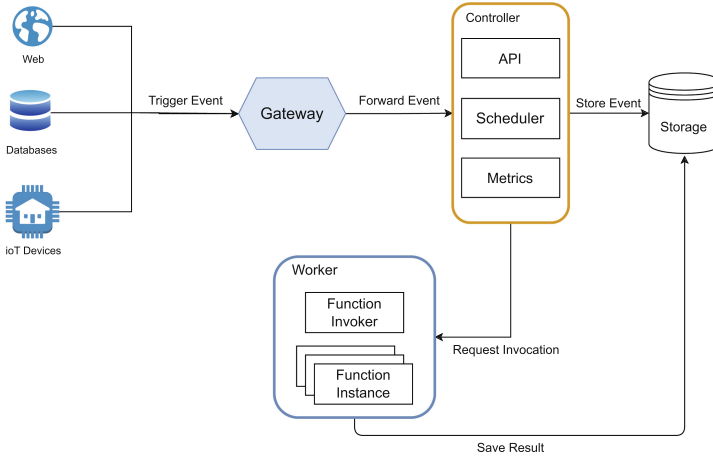 Controller
Web
API
Trigger Event
Forward Event
Store Event
Gateway
Scheduler
Storage
Databases
Metrics
ioT Devices
Worker
Function
Invoker
Request Invocation
Function
Instance
Save Result